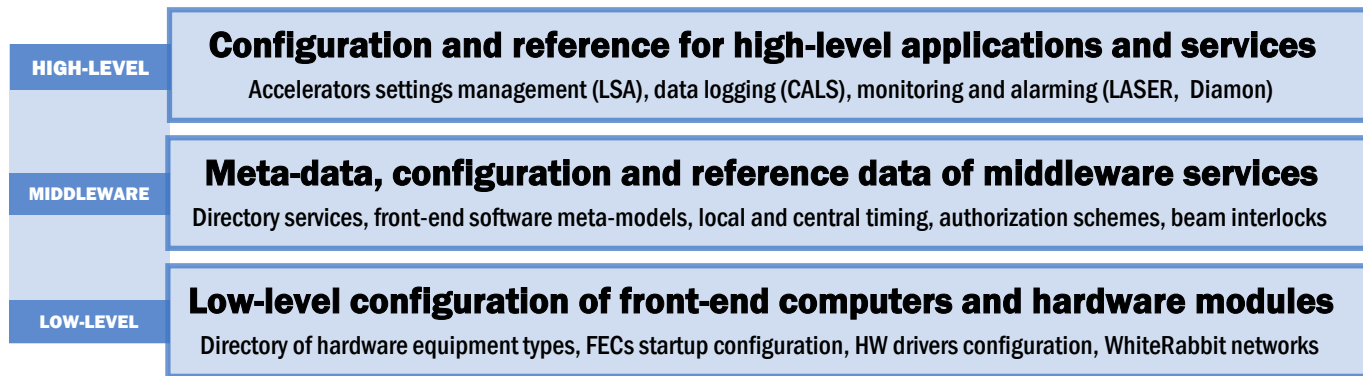 HIGH-LEVEL
Configuration and reference for high-level applications and services
Accelerators settings management (LSA), data logging (CALS), monitoring and alarming (LASER, Diamon)
MIDDLEWARE
Meta-data, configuration and reference data of middleware services
Directory services, front-end software meta-models, local and central timing, authorization schemes, beam interlocks
LOW-LEVEL
Low-level configuration of front-end computers and hardware modules
Directory of hardware equipment types, FECs startup configuration, HW drivers configuration, WhiteRabbit networks